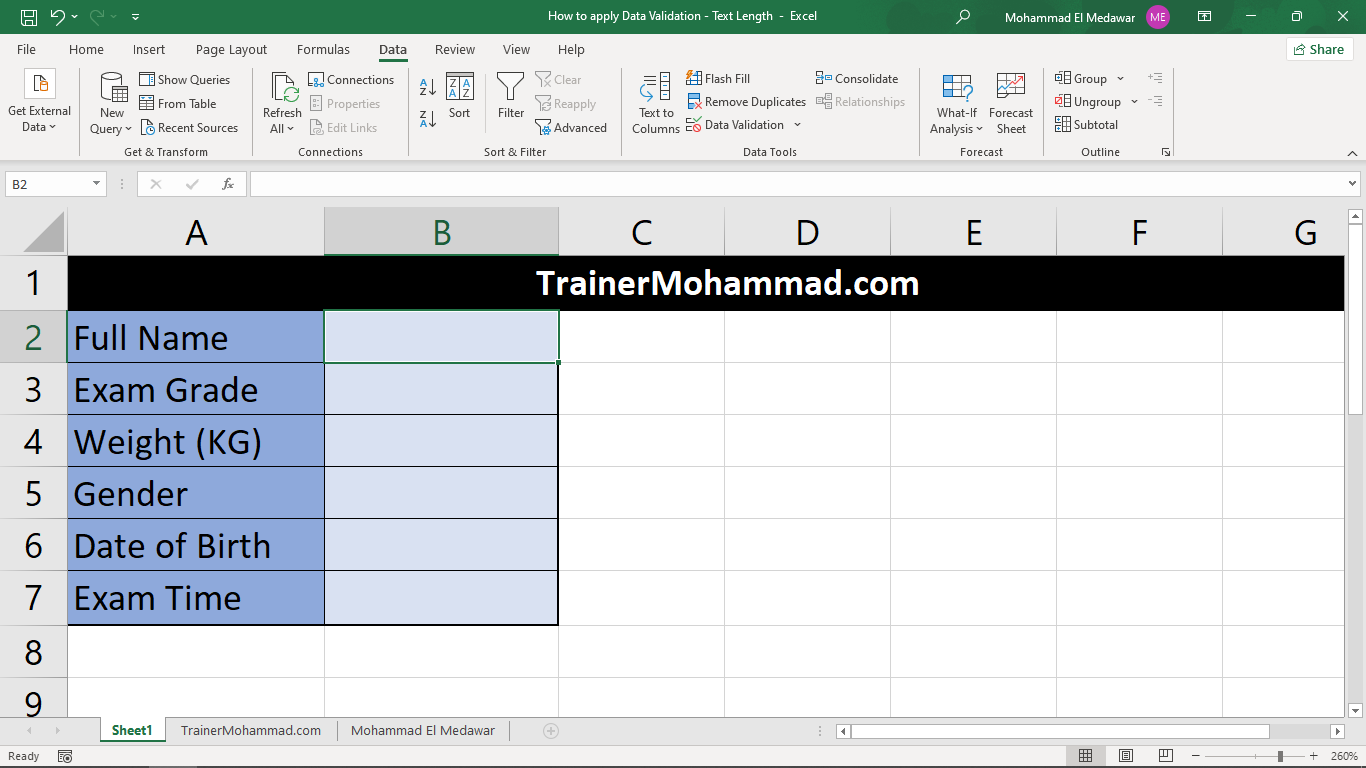 How to apply Data Validation - Text Length - Excel
Mohammad El Medawar
ME
File Home Insert Page Layout Formulas Data Review View Help
Share
Get External Data
New Query
Show Queries
From Table
Recent Sources
Get & Transform
Refresh All
Connections
Properties
Edit Links
Connections
Sort
Filter
Clear
Reapply
Advanced
Sort & Filter
Text to Columns
Flash Fill
Remove Duplicates
Data Validation
Consolidate
Relationships
Data Tools
What-If Analysis
Forecast Sheet
Forecast
Group
Ungroup
Subtotal
Outline
B2
fx
A B C D E F G
1 TrainerMohammad.com
2 Full Name
3 Exam Grade
4 Weight (KG)
5 Gender
6 Date of Birth
7 Exam Time
8
9
Sheet1 TrainerMohammad.com Mohammad El Medawar
Ready
260%